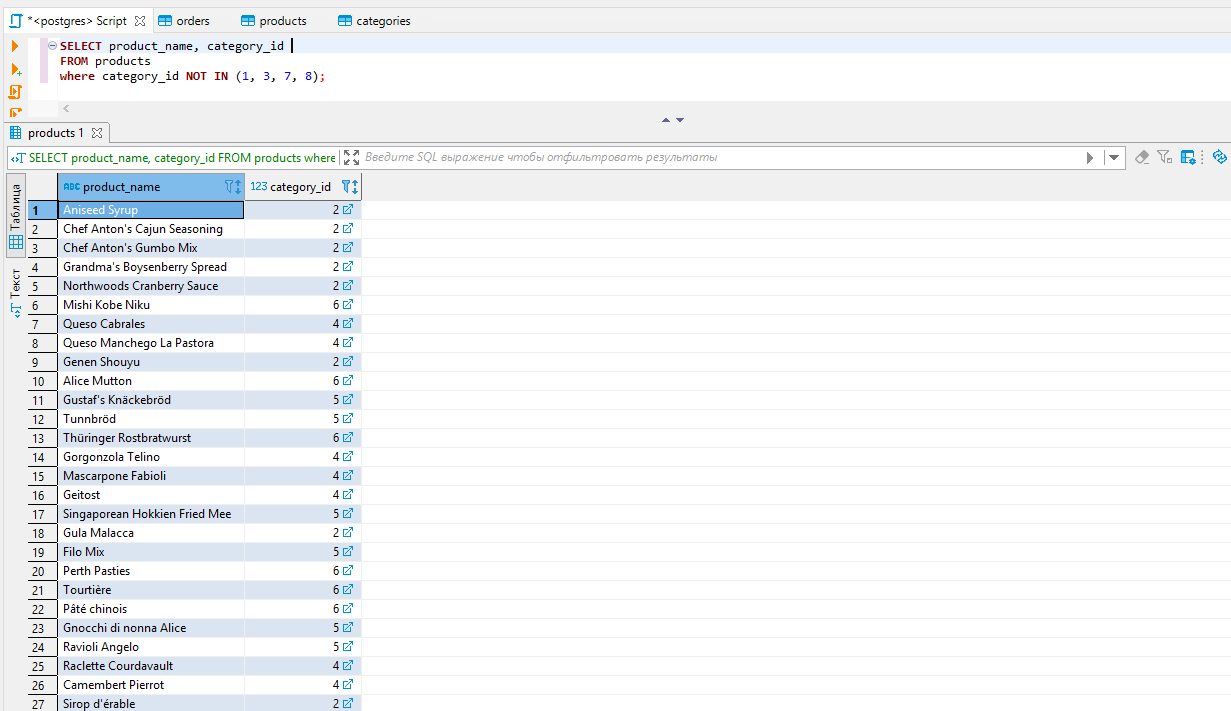 *<postgres> Script orders products categories
SELECT product_name, category_id
FROM products
where category_id NOT IN (1, 3, 7, 8);
products 1
SELECT product_name, category_id FROM products where Введите SQL выражение чтобы отфильтровать результаты
Таблица
Текст
ABC product_name 123 category_id
1 Aniseed Syrup 2
2 Chef Anton's Cajun Seasoning 2
3 Chef Anton's Gumbo Mix 2
4 Grandma's Boysenberry Spread 2
5 Northwoods Cranberry Sauce 2
6 Mishi Kobe Niku 6
7 Queso Cabrales 4
8 Queso Manchego La Pastora 4
9 Genen Shouyu 2
10 Alice Mutton 6
11 Gustaf's Knäckebröd 5
12 Tunnbröd 5
13 Thüringer Rostbratwurst 6
14 Gorgonzola Telino 4
15 Mascarpone Fabioli 4
16 Geitost 4
17 Singaporean Hokkien Fried Mee 5
18 Gula Malacca 2
19 Filo Mix 5
20 Perth Pasties 6
21 Tourtière 6
22 Pâté chinois 6
23 Gnocchi di nonna Alice 5
24 Ravioli Angelo 5
25 Raclette Courdavault 4
26 Camembert Pierrot 4
27 Sirop d'érable 2